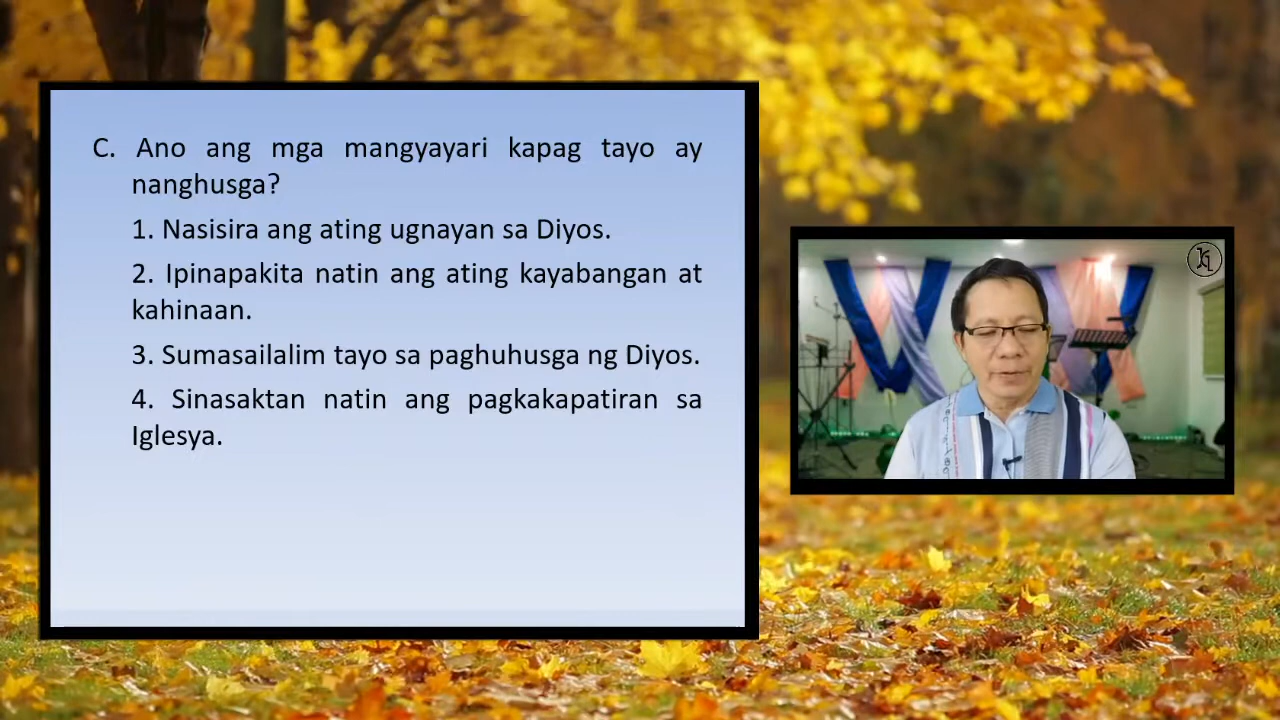 C. Ano ang mga mangyayari kapag tayo ay
nanghusga?
1. Nasisira ang ating ugnayan sa Diyos.
2. Ipinapakita natin ang ating kayabangan at
kahinaan.
3. Sumasailalim tayo sa paghuhusga ng Diyos.
4. Sinasaktan natin ang pagkakapatiran sa
Iglesya.